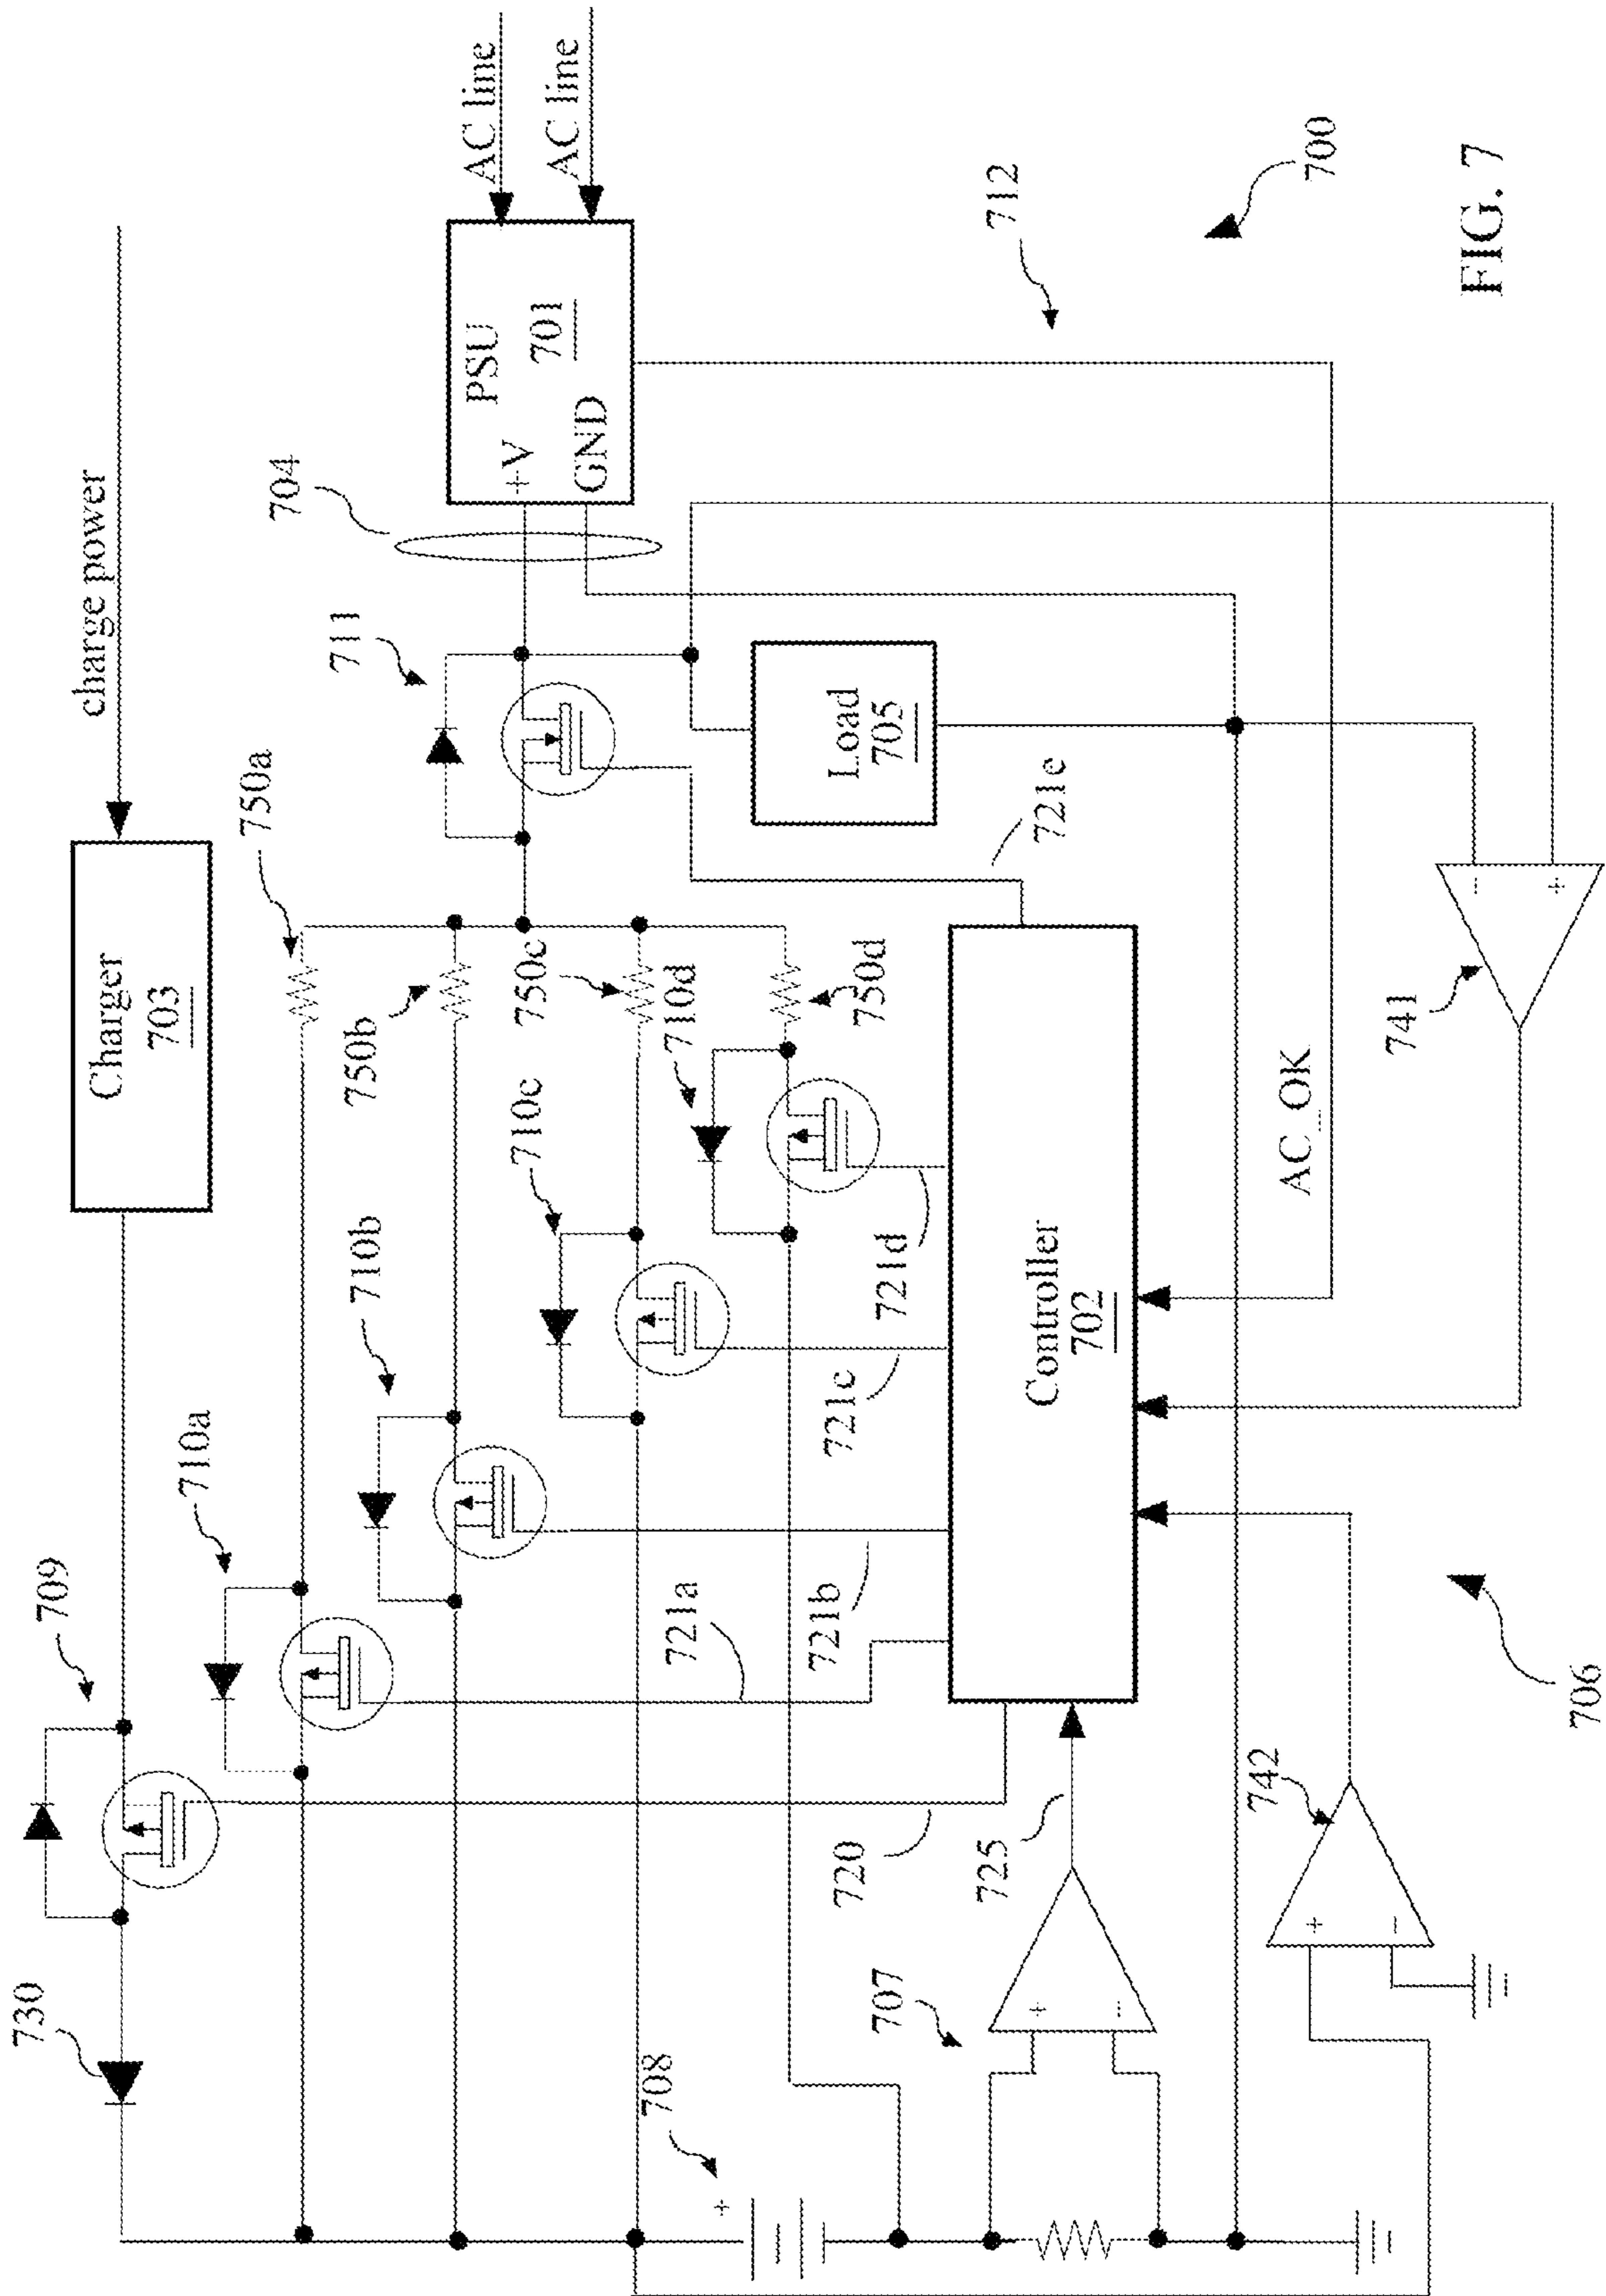 charge power
Charger
703
AC line
AC line
PSU
701
+V
GND
704
711
750a
750b
750c
750d
710a
710b
710c
710d
709
730
708
+
707
+
−
725
720
721a
721b
721c
721d
721e
Load
705
Controller
702
AC_OK
741
−
+
742
+
−
706
712
700
FIG. 7